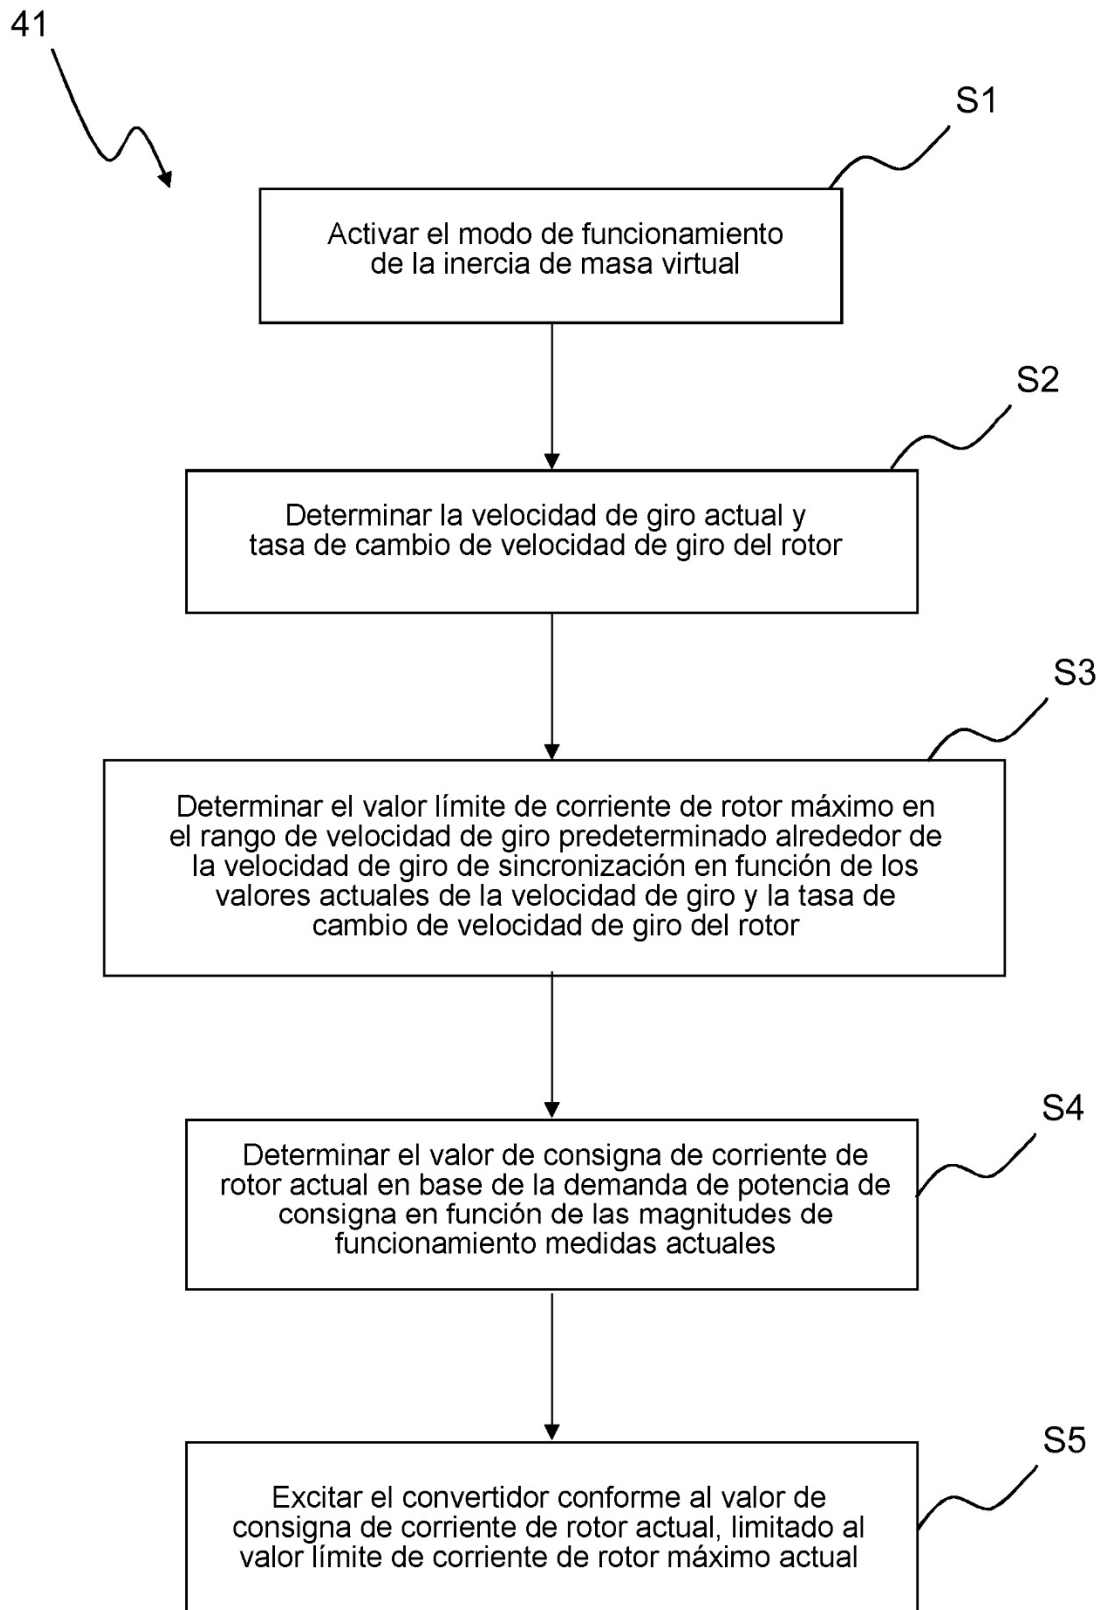 41
S1
Activar el modo de funcionamiento
de la inercia de masa virtual
S2
Determinar la velocidad de giro actual y
tasa de cambio de velocidad de giro del rotor
S3
Determinar el valor límite de corriente de rotor máximo en
el rango de velocidad de giro predeterminado alrededor de
la velocidad de giro de sincronización en función de los
valores actuales de la velocidad de giro y la tasa de
cambio de velocidad de giro del rotor
S4
Determinar el valor de consigna de corriente de
rotor actual en base de la demanda de potencia de
consigna en función de las magnitudes de
funcionamiento medidas actuales
S5
Excitar el convertidor conforme al valor de
consigna de corriente de rotor actual, limitado al
valor límite de corriente de rotor máximo actual